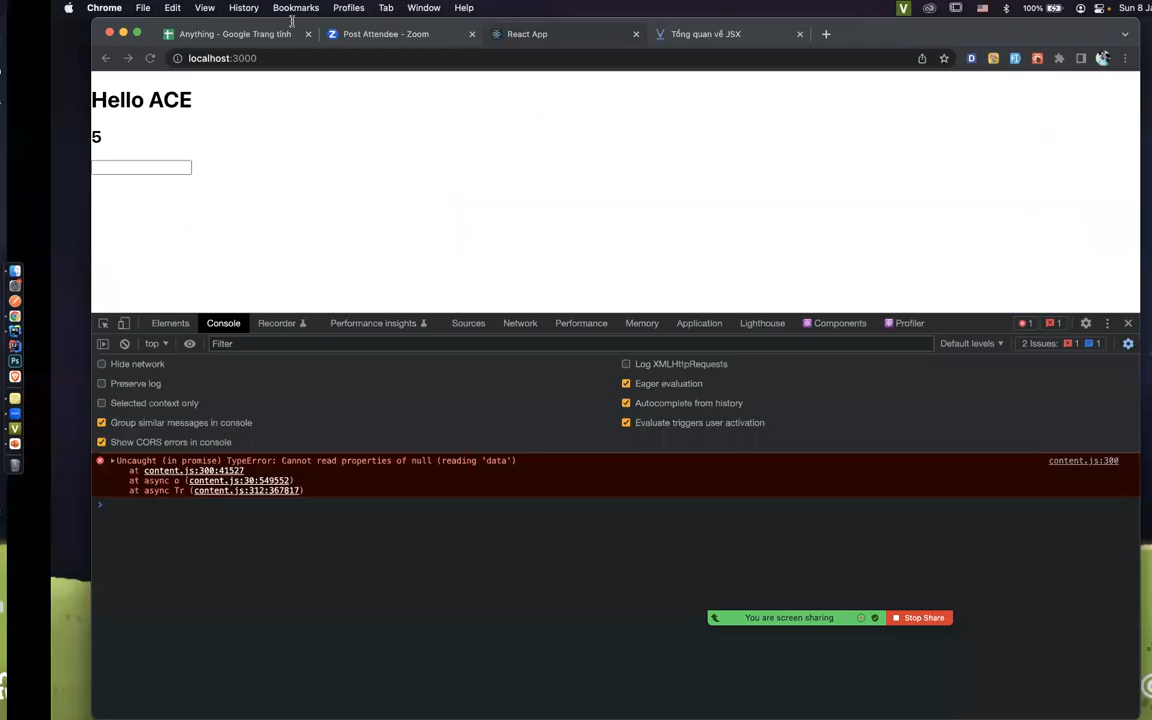 Chrome File Edit View History Bookmarks Profiles Tab Window Help V 100% Sun 8 J
Anything - Google Trang tính Post Attendee - Zoom React App Tổng quan về JSX
localhost:3000
Hello ACE
5
Elements Console Recorder Performance insights Sources Network Performance Memory Application Lighthouse Components Profiler 1 1
top Filter Default levels 2 Issues: 1 1
Hide network Log XMLHttpRequests
Preserve log Eager evaluation
Selected context only Autocomplete from history
Group similar messages in console Evaluate triggers user activation
Show CORS errors in console
Uncaught (in promise) TypeError: Cannot read properties of null (reading 'data') content.js:300
at content.js:300:41527
at async o (content.js:30:549552)
at async Tr (content.js:312:367817)
You are screen sharing Stop Share